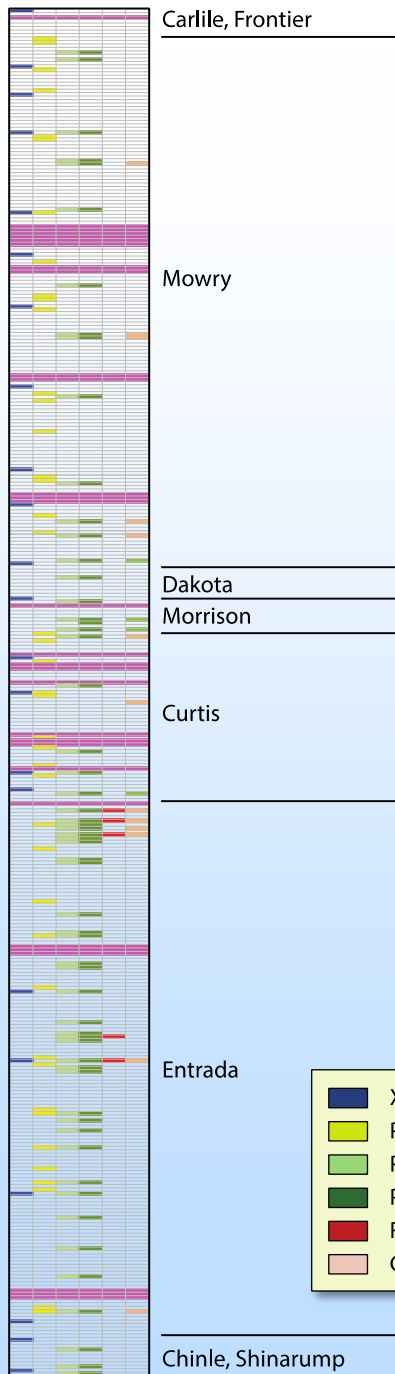 Carlile, Frontier
Mowry
Dakota
Morrison
Curtis
Entrada
Chinle, Shinarump